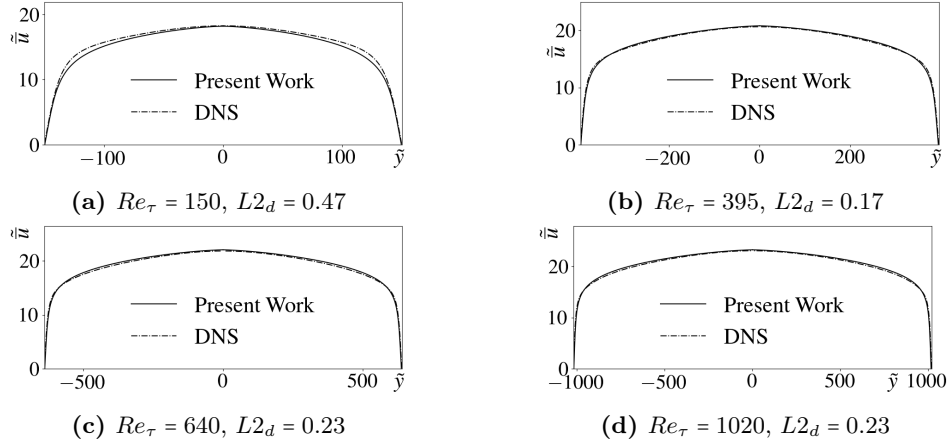 20
ũ̿
10
0
Present Work
DNS
−100
0
100
ỹ
(a) Re_τ = 150, L2_d = 0.47
20
ũ̿
10
0
Present Work
DNS
−200
0
200
ỹ
(b) Re_τ = 395, L2_d = 0.17
ũ̿
20
10
0
Present Work
DNS
−500
0
500
ỹ
(c) Re_τ = 640, L2_d = 0.23
ũ̿
20
10
0
Present Work
DNS
−1000
−500
0
500
ỹ
1000
(d) Re_τ = 1020, L2_d = 0.23